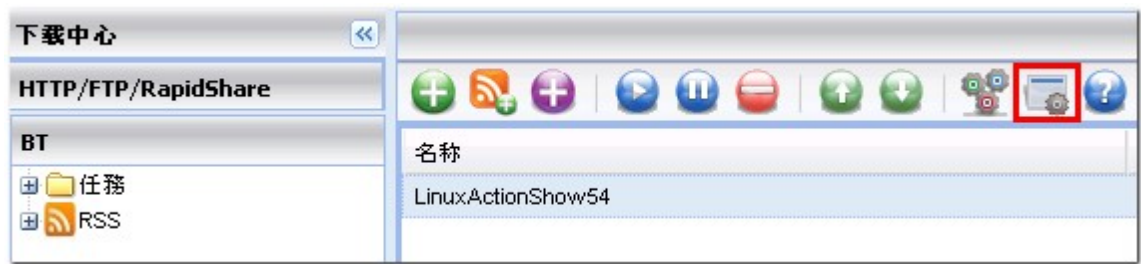 下载中心
HTTP/FTP/RapidShare
BT
任務
RSS
名称
LinuxActionShow54